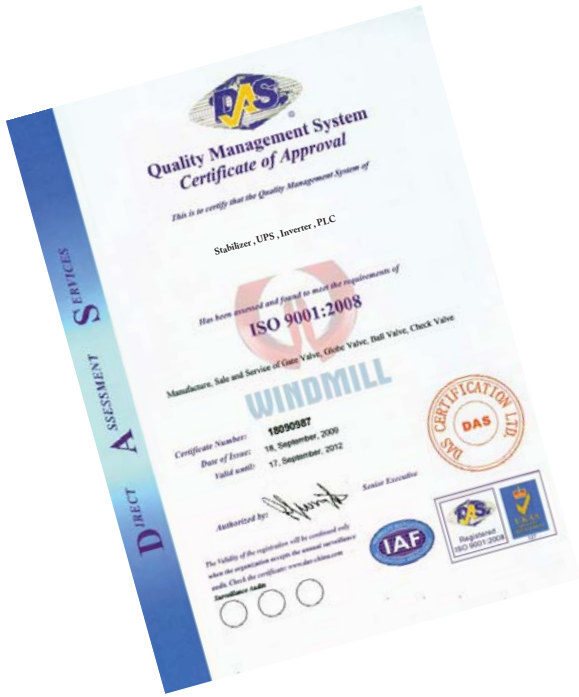 DAS
®
Quality Management System
Certificate of Approval
This is to certify that the Quality Management System of
Stabilizer , UPS , Inverter , PLC
Has been assessed and found to meet the requirements of
ISO 9001:2008
Manufacture, Sale and Service of Gate Valve, Globe Valve, Ball Valve, Check Valve
WINDMILL
Certificate Number: 18090987
Date of Issue: 18, September, 2009
Valid until: 17, September, 2012
Authorized by:
Senior Executive
The Validity of the registration will be condoned only
when the organization accepts the annual surveillance
audit. Check the certificate: www.das-china.com
Surveillance Audits
DIRECT ASSESSMENT SERVICES
DAS CERTIFICATION LTD.
DAS
IAF
DAS
Registered
ISO 9001:2008
UKAS